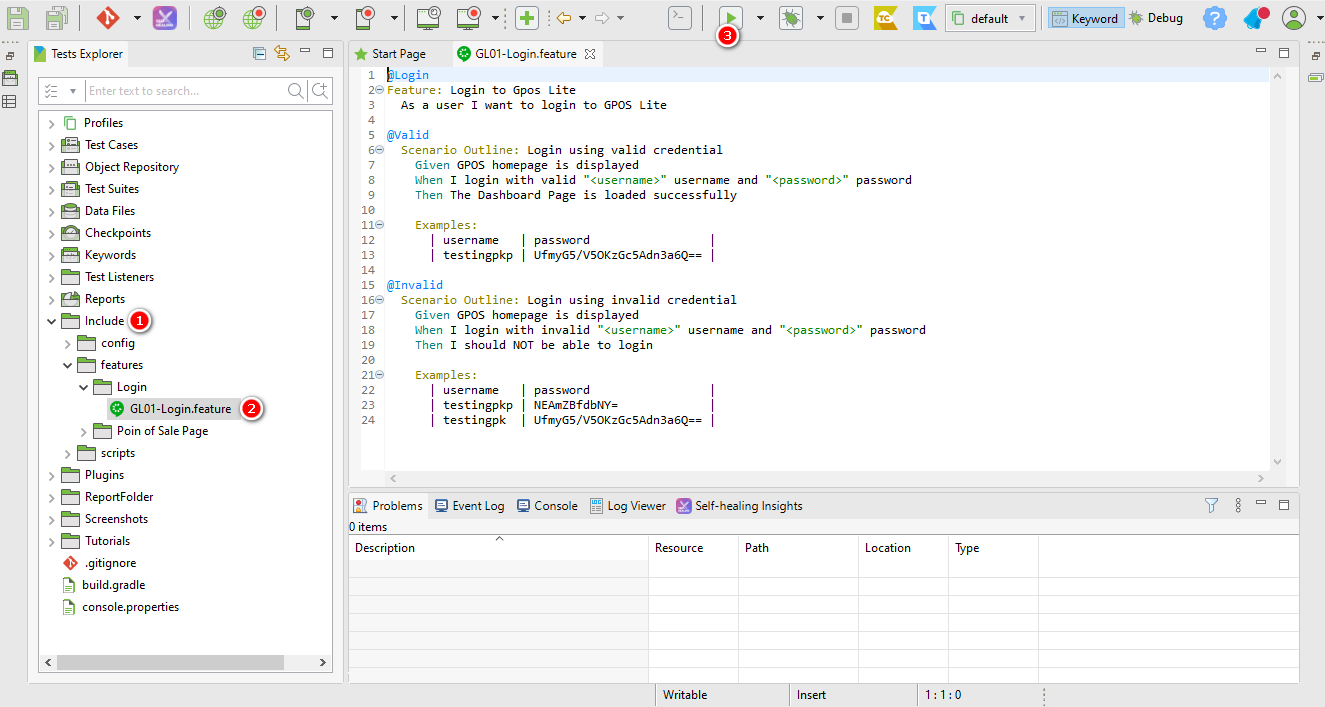 default
Keyword
Debug
3
Tests Explorer
Enter text to search...
Profiles
Test Cases
Object Repository
Test Suites
Data Files
Checkpoints
Keywords
Test Listeners
Reports
Include 1
config
features
Login
GL01-Login.feature 2
Poin of Sale Page
scripts
Plugins
ReportFolder
Screenshots
Tutorials
.gitignore
build.gradle
console.properties
Start Page
GL01-Login.feature
1 @Login
2 Feature: Login to Gpos Lite
3 As a user I want to login to GPOS Lite
4
5 @Valid
6 Scenario Outline: Login using valid credential
7 Given GPOS homepage is displayed
8 When I login with valid "<username>" username and "<password>" password
9 Then The Dashboard Page is loaded successfully
10
11 Examples:
12 | username | password |
13 | testingpkp | UfmyG5/V5OKzGc5Adn3a6Q== |
14
15 @Invalid
16 Scenario Outline: Login using invalid credential
17 Given GPOS homepage is displayed
18 When I login with invalid "<username>" username and "<password>" password
19 Then I should NOT be able to login
20
21 Examples:
22 | username | password |
23 | testingpkp | NEAmZBfdbNY= |
24 | testingpk | UfmyG5/V5OKzGc5Adn3a6Q== |
Problems
Event Log
Console
Log Viewer
Self-healing Insights
0 items
Description
Resource
Path
Location
Type
Writable
Insert
1 : 1 : 0